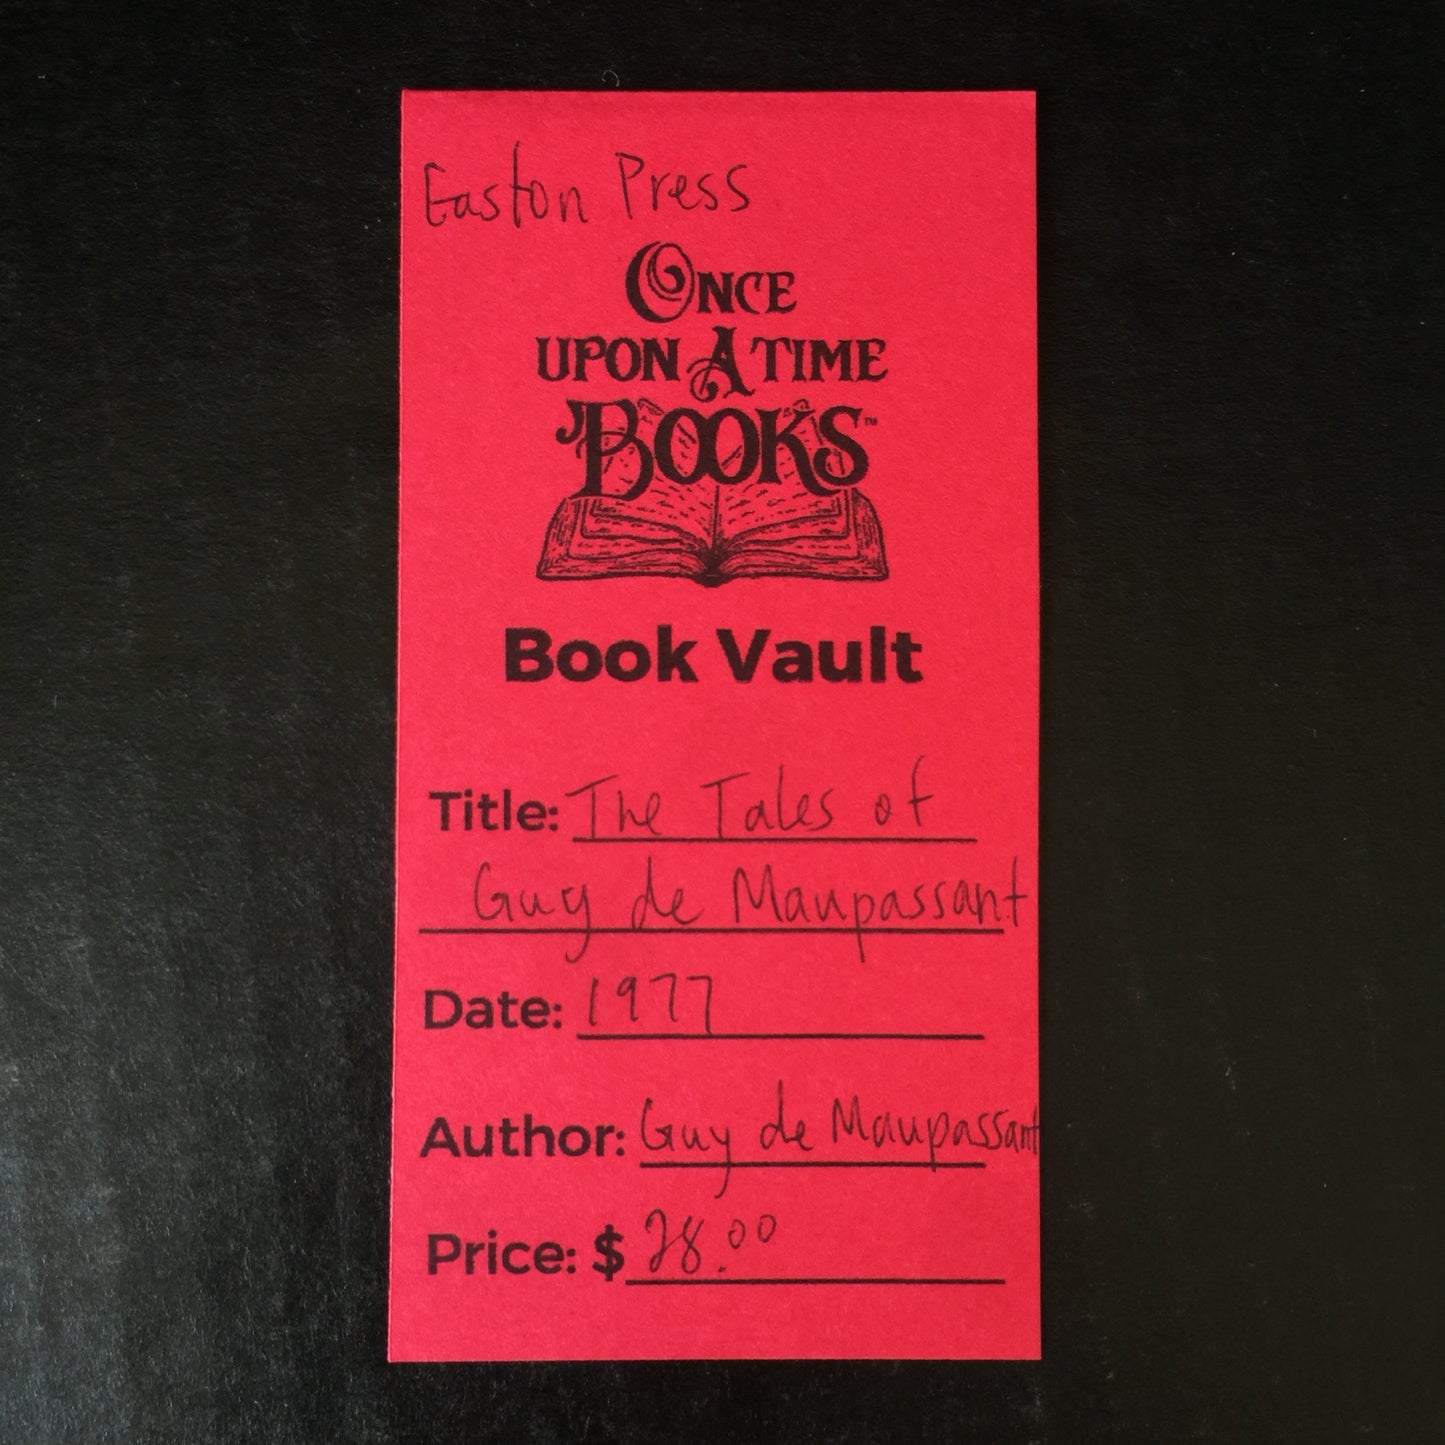 Easton Press
ONCE
UPON A TIME
BOOKS™
Book Vault
Title: The Tales of
Guy de Maupassant
Date: 1977
Author: Guy de Maupassant
Price: $28.00